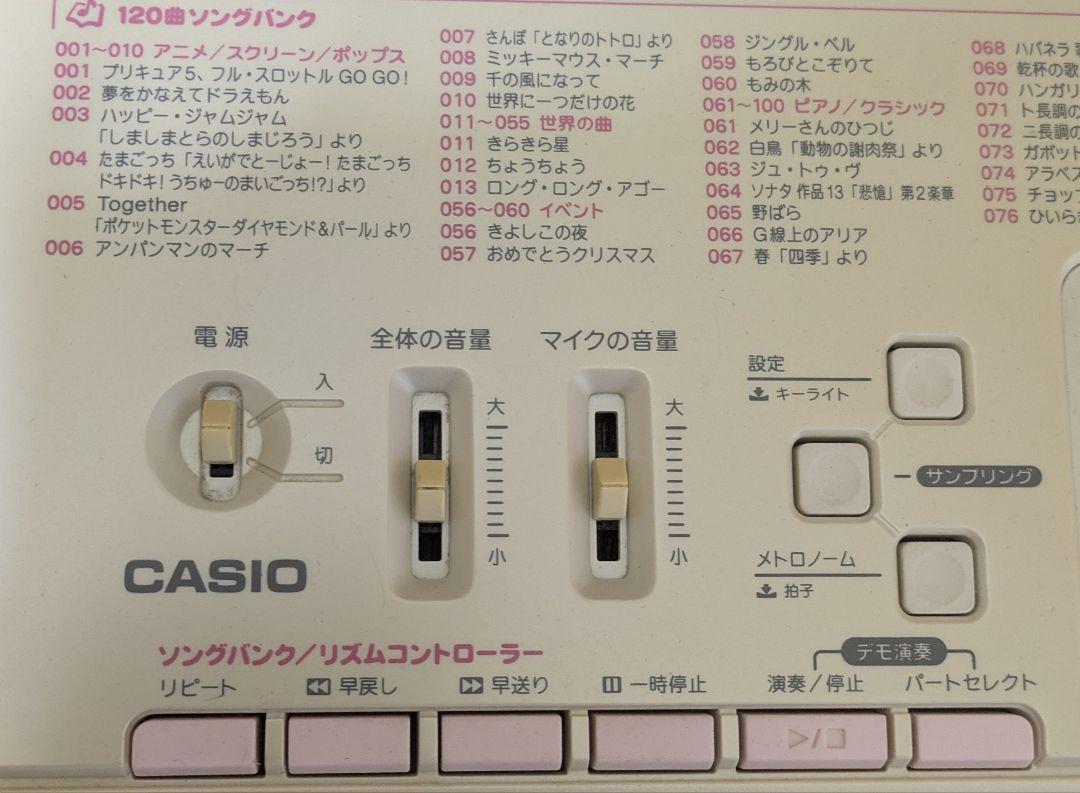 120曲ソングバンク
001～010 アニメ／スクリーン／ポップス
001 プリキュア5、フル・スロットル GO GO！
002 夢をかなえてドラえもん
003 ハッピー・ジャムジャム
「しましまとらのしまじろう」より
004 たまごっち「えいがでとーじょー！たまごっち
ドキドキ！うちゅーのまいごっち!?」より
005 Together
「ポケットモンスターダイヤモンド&パール」より
006 アンパンマンのマーチ
007 さんぽ「となりのトトロ」より
008 ミッキーマウス・マーチ
009 千の風になって
010 世界に一つだけの花
011～055 世界の曲
011 きらきら星
012 ちょうちょう
013 ロング・ロング・アゴー
056～060 イベント
056 きよしこの夜
057 おめでとうクリスマス
058 ジングル・ベル
059 もろびとこぞりて
060 もみの木
061～100 ピアノ／クラシック
061 メリーさんのひつじ
062 白鳥「動物の謝肉祭」より
063 ジュ・トゥ・ヴ
064 ソナタ 作品13「悲愴」第2楽章
065 野ばら
066 G線上のアリア
067 春「四季」より
068 ハバネラ
069 乾杯の歌
070 ハンガリ
071 ト長調の
072 ニ長調の
073 ガボット
074 アラベス
075 チョップ
076 ひいらぎ
電源
入
切
全体の音量
大
小
マイクの音量
大
小
設定
キーライト
サンプリング
メトロノーム
拍子
CASIO
ソングバンク／リズムコントローラー
デモ演奏
リピート
早戻し
早送り
一時停止
演奏／停止
パートセレクト